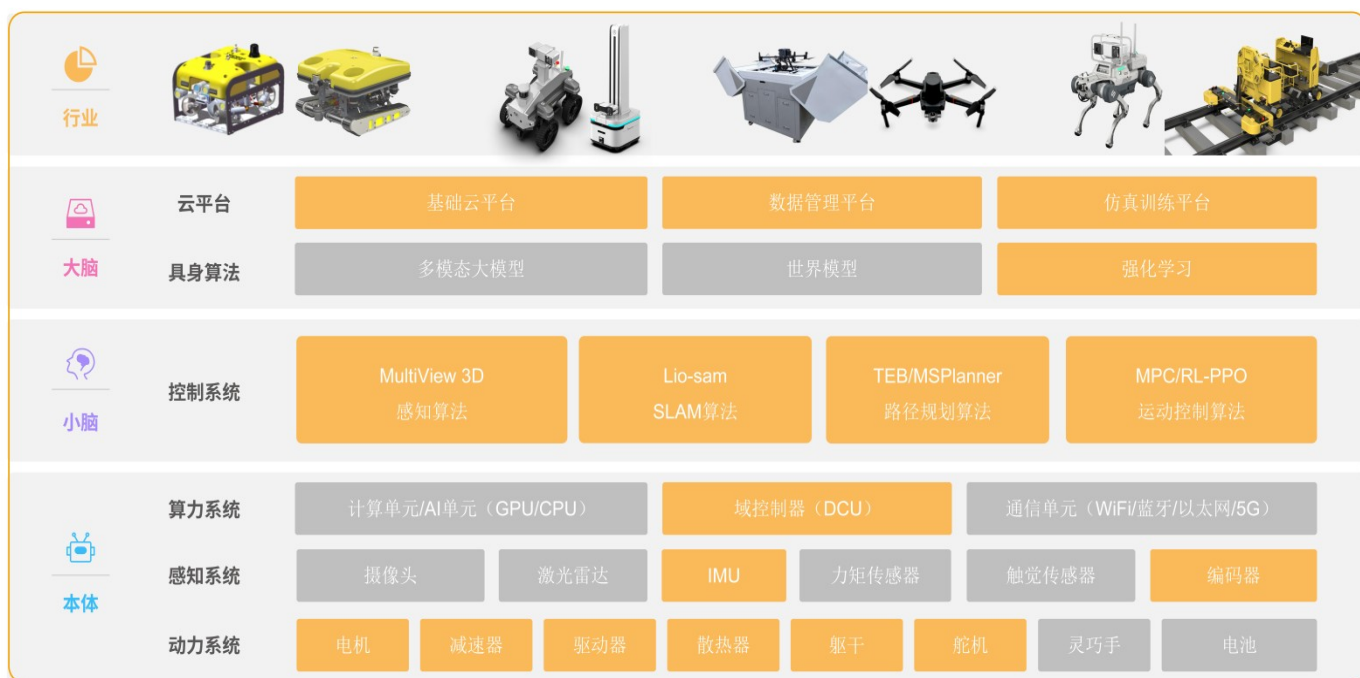 行业
云平台
基础云平台
数据管理平台
仿真训练平台
大脑
具身算法
多模态大模型
世界模型
强化学习
小脑
控制系统
MultiView 3D
感知算法
Lio-sam
SLAM算法
TEB/MSPlanner
路径规划算法
MPC/RL-PPO
运动控制算法
本体
算力系统
计算单元/AI单元（GPU/CPU）
域控制器（DCU）
通信单元（WiFi/蓝牙/以太网/5G）
感知系统
摄像头
激光雷达
IMU
力矩传感器
触觉传感器
编码器
动力系统
电机
减速器
驱动器
散热器
躯干
舵机
灵巧手
电池